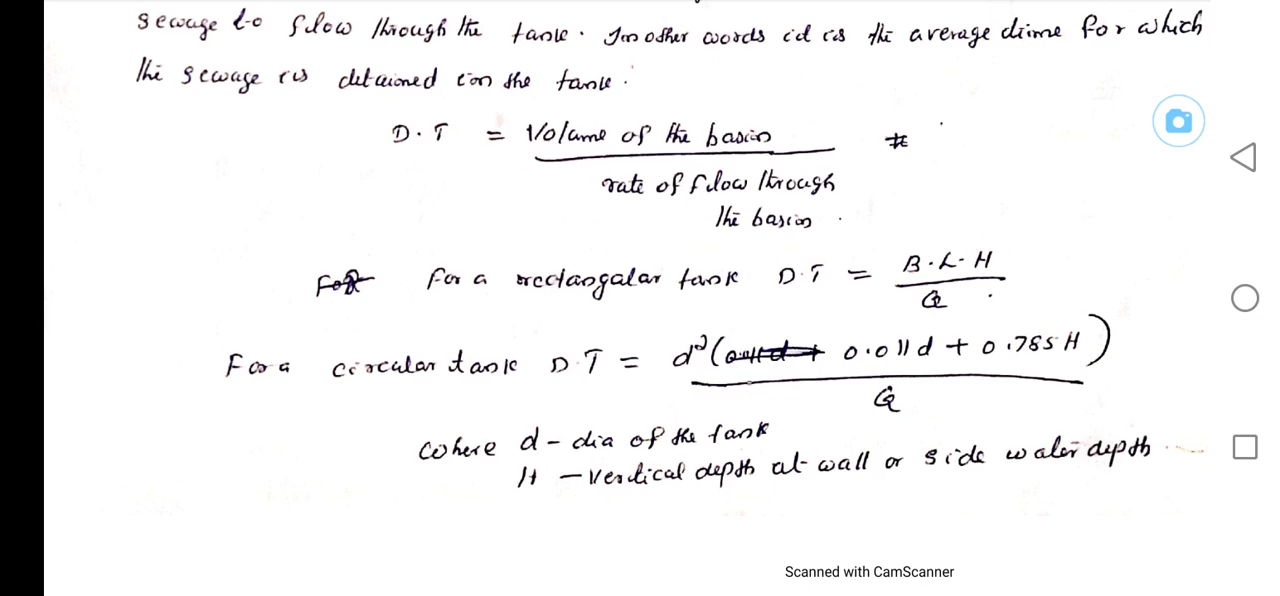 sewage to flow through the tank. In other words it is the average time for which
the sewage is detained in the tank.
D.T = Volume of the basin
rate of flow through
the basin.
For a rectangular tank D.T = B.L.H / Q.
For a circular tank D.T = d²(0.011d + 0.785H) / Q
where d - dia of the tank
H - vertical depth at wall or side water depth
Scanned with CamScanner